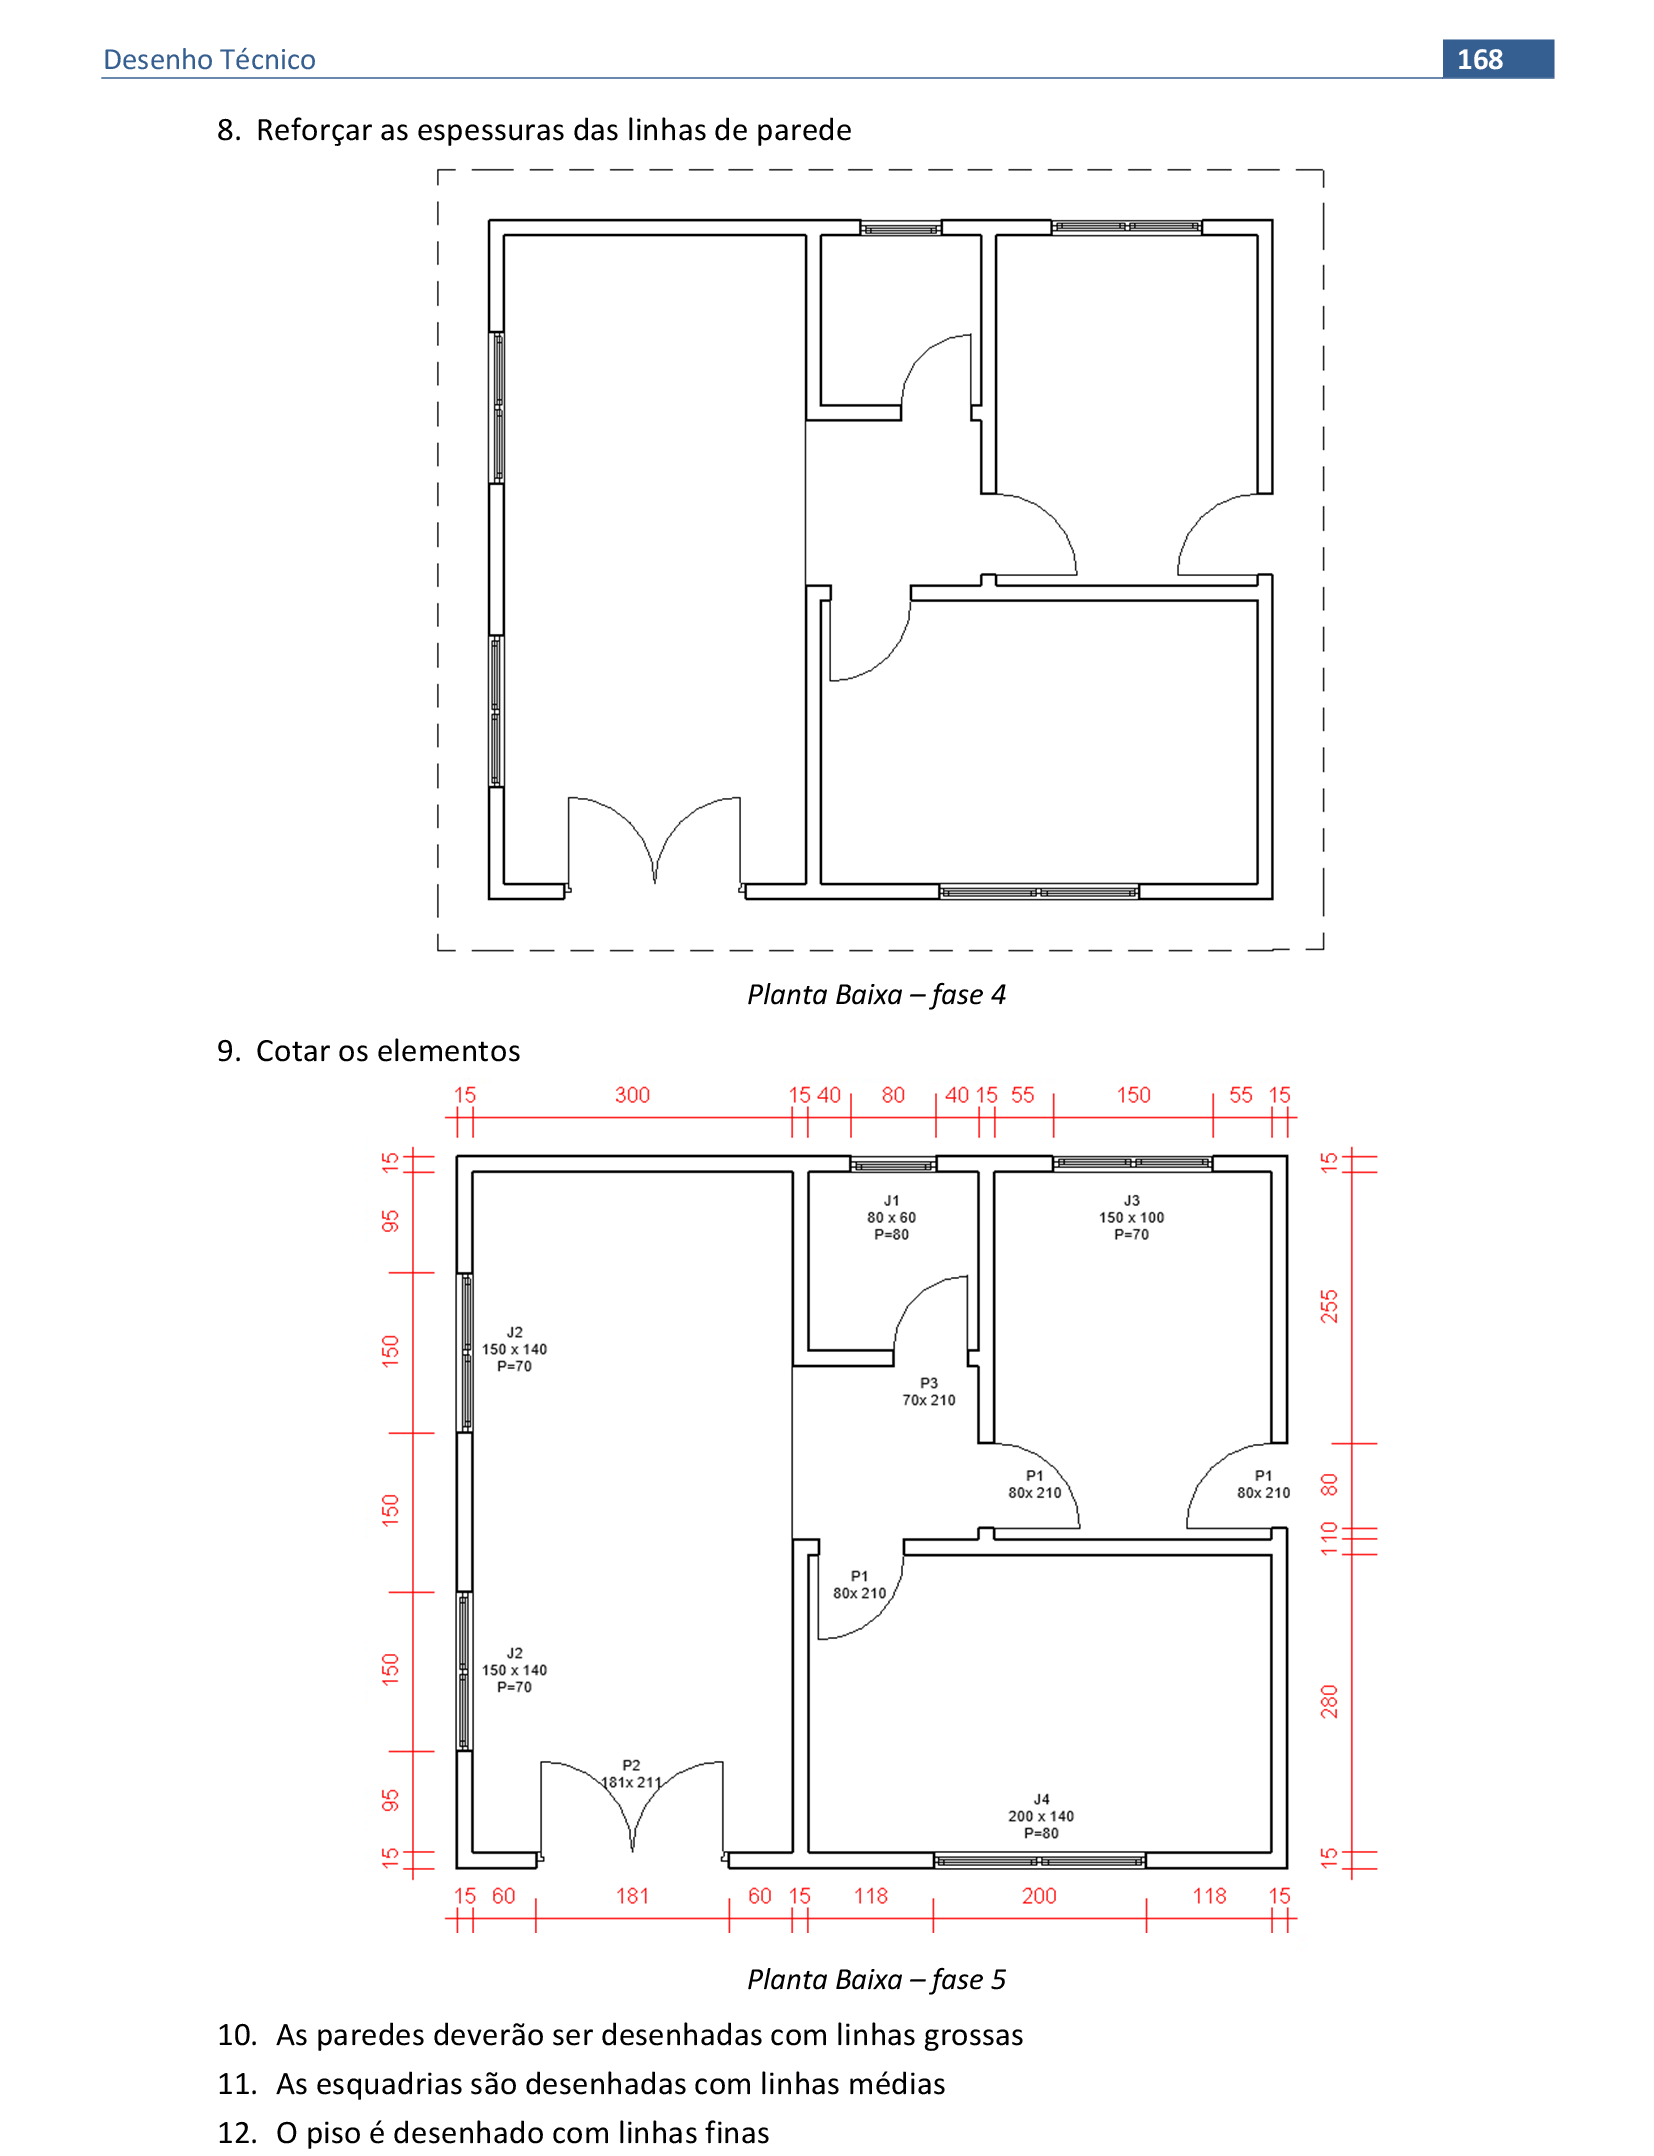 Desenho Técnico 168
8. Reforçar as espessuras das linhas de parede
Planta Baixa – fase 4
9. Cotar os elementos
15 300 15 40 80 40 15 55 150 55 15
15
95
150
150
150
95
15
15
255
80
10
1
280
15
J1
80 x 60
P=80
J3
150 x 100
P=70
J2
150 x 140
P=70
P3
70x 210
P1
80x 210
P1
80x 210
P1
80x 210
J2
150 x 140
P=70
P2
181x 211
J4
200 x 140
P=80
15 60 181 60 15 118 200 118 15
Planta Baixa – fase 5
10. As paredes deverão ser desenhadas com linhas grossas
11. As esquadrias são desenhadas com linhas médias
12. O piso é desenhado com linhas finas